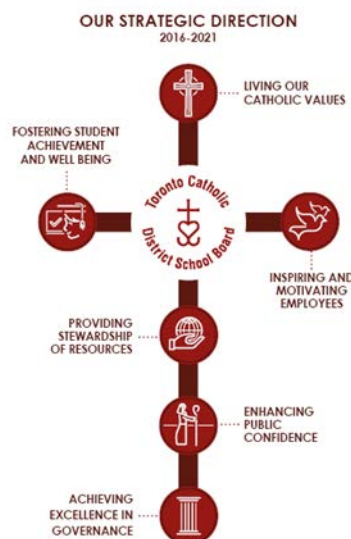 OUR STRATEGIC DIRECTION
2016-2021
LIVING OUR
CATHOLIC VALUES
FOSTERING STUDENT
ACHIEVEMENT
AND WELL BEING
Toronto Catholic
District School Board
INSPIRING AND
MOTIVATING
EMPLOYEES
PROVIDING
STEWARDSHIP
OF RESOURCES
ENHANCING
PUBLIC
CONFIDENCE
ACHIEVING
EXCELLENCE IN
GOVERNANCE